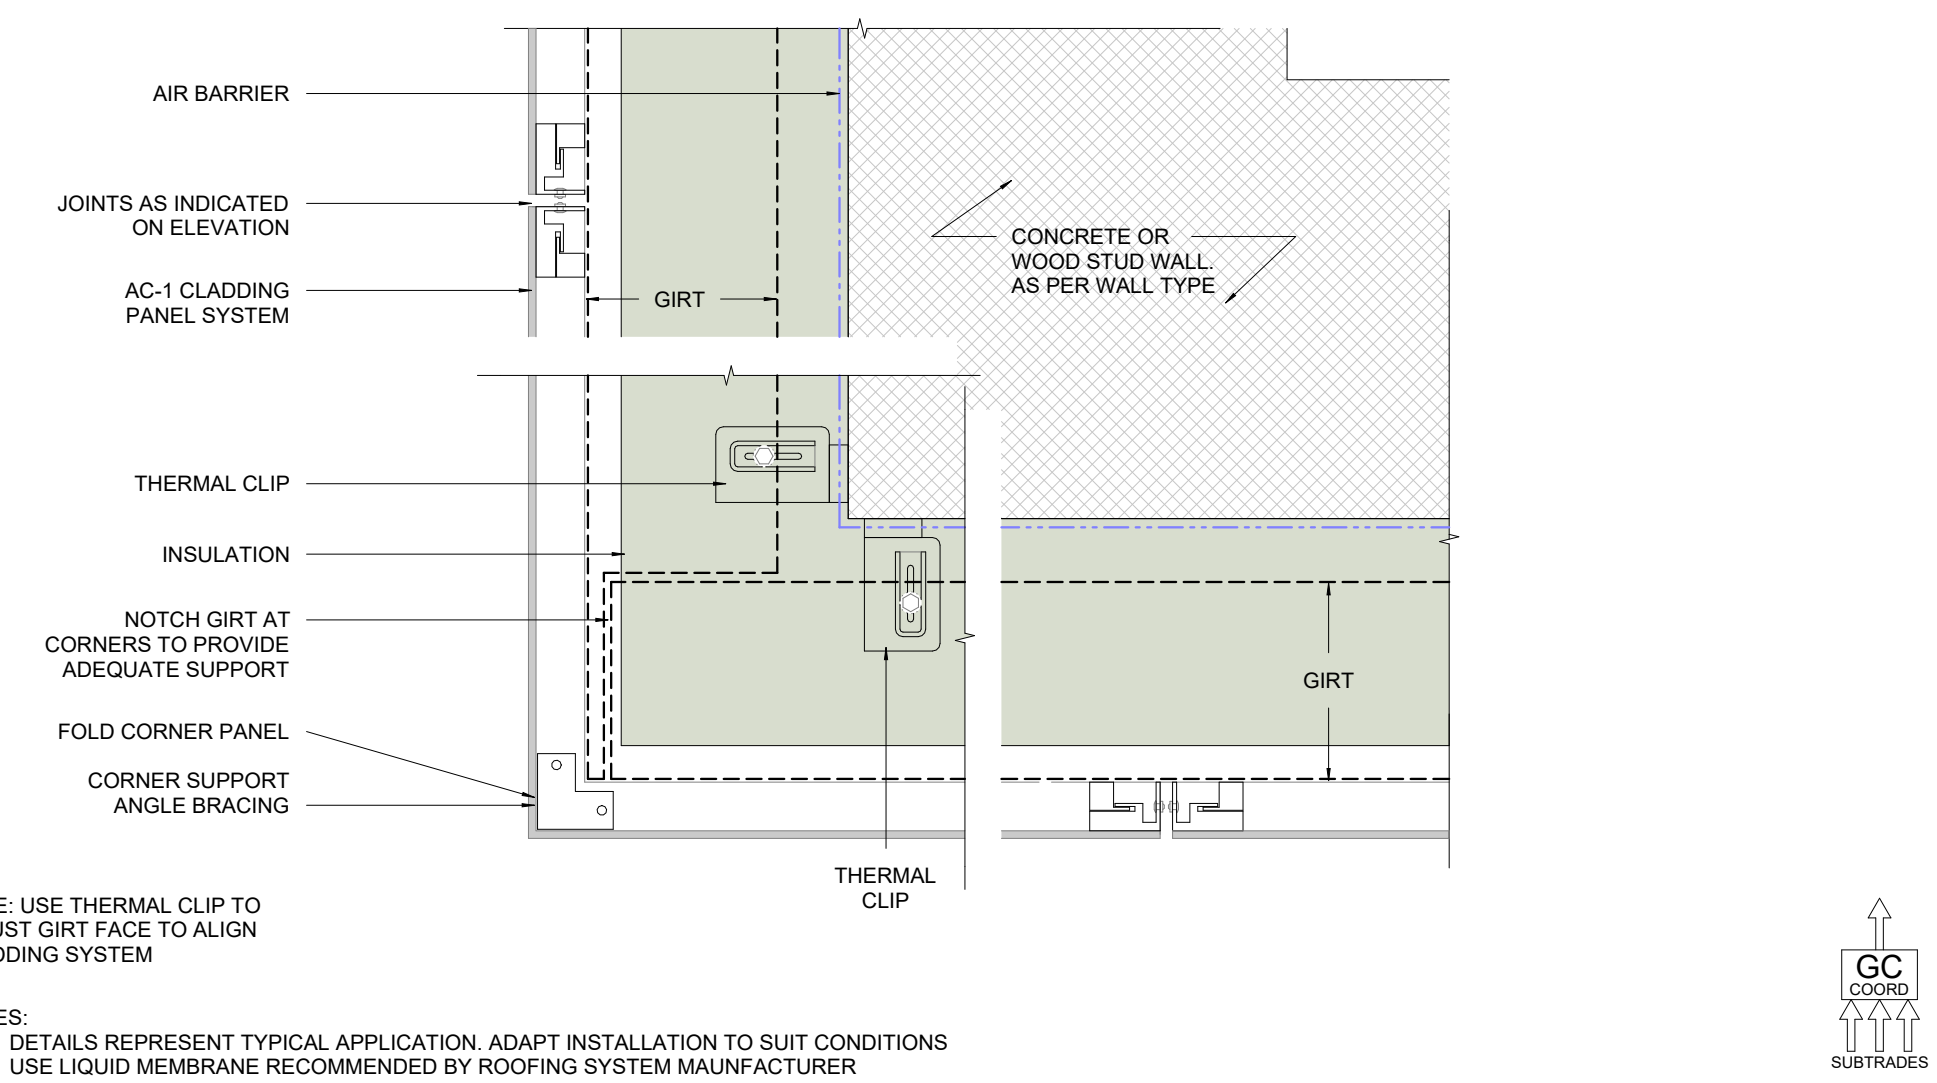 AIR BARRIER
JOINTS AS INDICATED
ON ELEVATION
AC-1 CLADDING
PANEL SYSTEM
GIRT
CONCRETE OR
WOOD STUD WALL.
AS PER WALL TYPE
THERMAL CLIP
INSULATION
NOTCH GIRT AT
CORNERS TO PROVIDE
ADEQUATE SUPPORT
GIRT
FOLD CORNER PANEL
CORNER SUPPORT
ANGLE BRACING
THERMAL
CLIP
E: USE THERMAL CLIP TO
UST GIRT FACE TO ALIGN
DDING SYSTEM
ES:
DETAILS REPRESENT TYPICAL APPLICATION. ADAPT INSTALLATION TO SUIT CONDITIONS
USE LIQUID MEMBRANE RECOMMENDED BY ROOFING SYSTEM MAUNFACTURER
GC
COORD
SUBTRADES